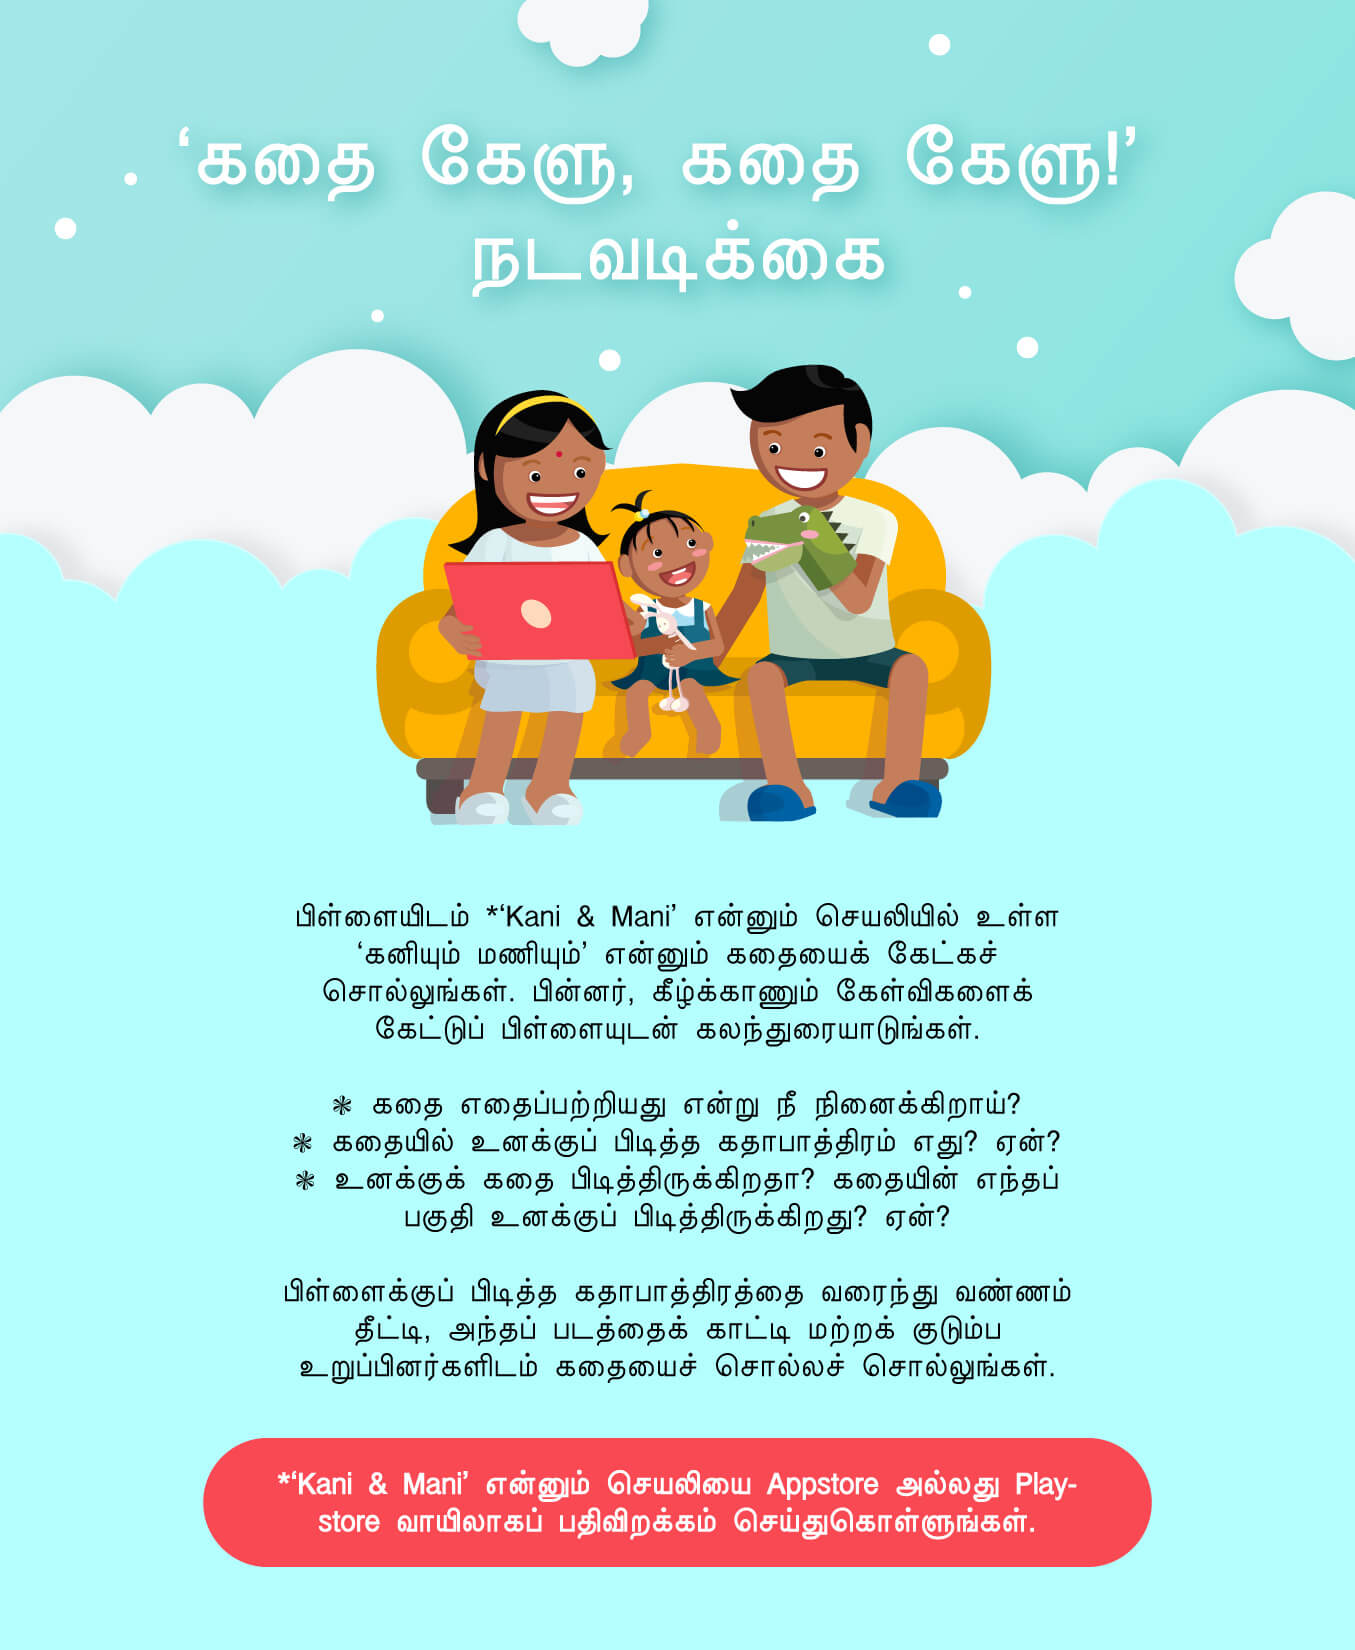 ‘கதை கேளு, கதை கேளு!’
நடவடிக்கை
பிள்ளையிடம் *‘Kani & Mani’ என்னும் செயலியில் உள்ள
‘கனியும் மணியும்’ என்னும் கதையைக் கேட்கச்
சொல்லுங்கள். பின்னர், கீழ்க்காணும் கேள்விகளைக்
கேட்டுப் பிள்ளையுடன் கலந்துரையாடுங்கள்.
❃ கதை எதைப்பற்றியது என்று நீ நினைக்கிறாய்?
❃ கதையில் உனக்குப் பிடித்த கதாபாத்திரம் எது? ஏன்?
❃ உனக்குக் கதை பிடித்திருக்கிறதா? கதையின் எந்தப்
பகுதி உனக்குப் பிடித்திருக்கிறது? ஏன்?
பிள்ளைக்குப் பிடித்த கதாபாத்திரத்தை வரைந்து வண்ணம்
தீட்டி, அந்தப் படத்தைக் காட்டி மற்றக் குடும்ப
உறுப்பினர்களிடம் கதையைச் சொல்லச் சொல்லுங்கள்.
*‘Kani & Mani’ என்னும் செயலியை Appstore அல்லது Play-
store வாயிலாகப் பதிவிறக்கம் செய்துகொள்ளுங்கள்.